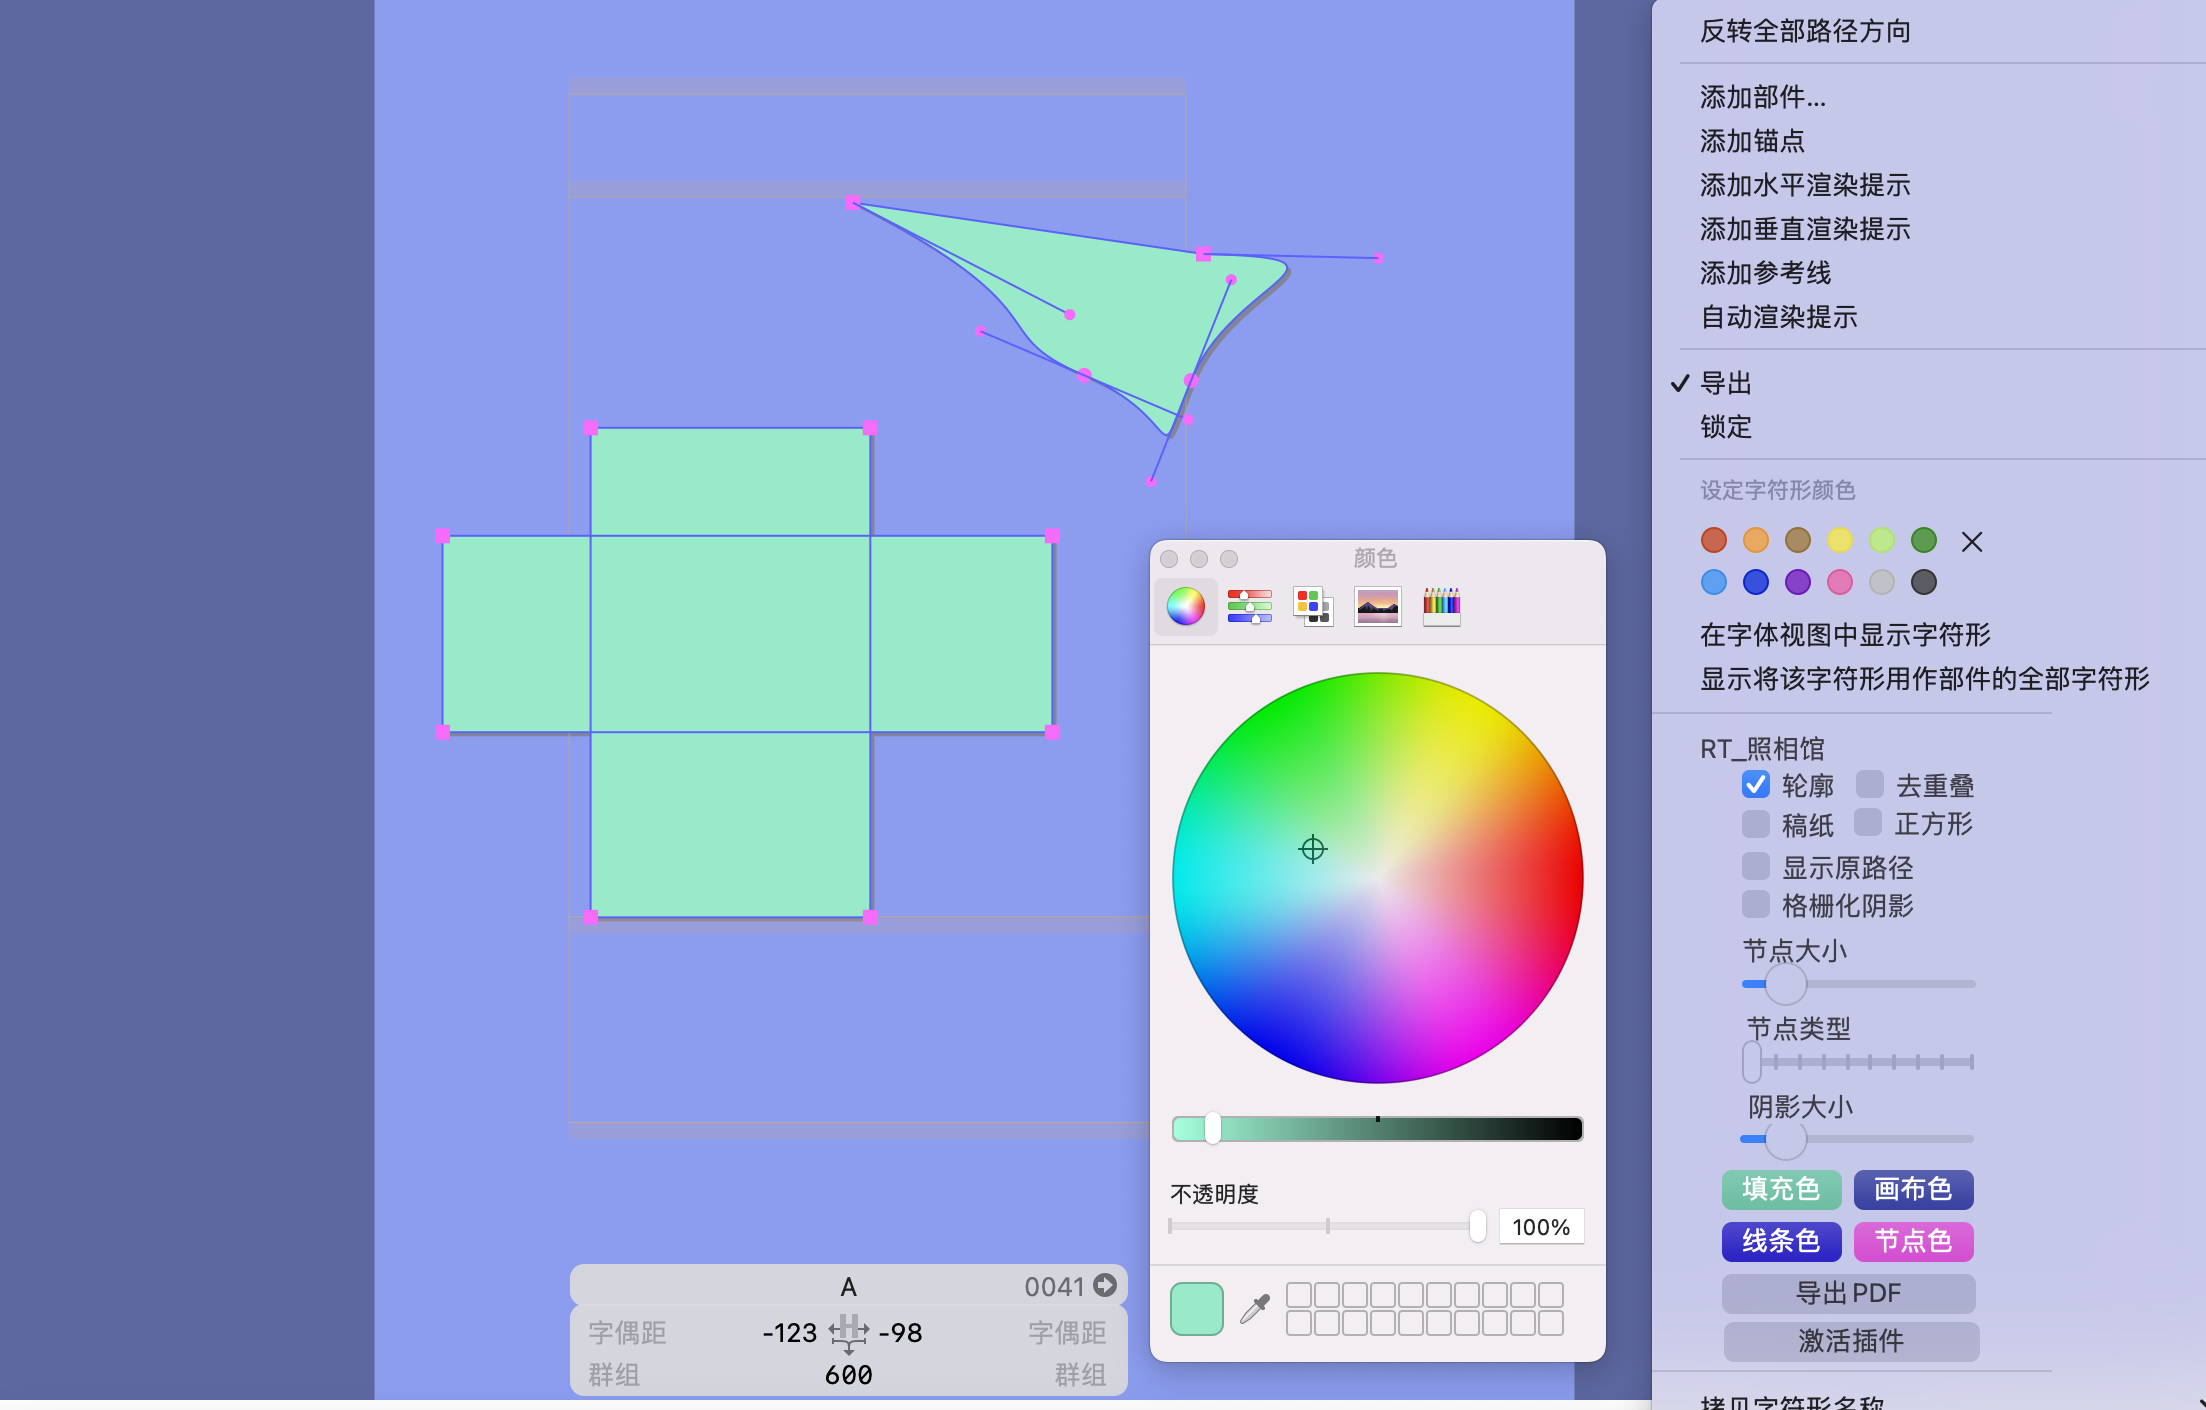 反转全部路径方向
添加部件...
添加锚点
添加水平渲染提示
添加垂直渲染提示
添加参考线
自动渲染提示
导出
锁定
设定字符形颜色
在字体视图中显示字符形
显示将该字符形用作部件的全部字符形
RT_照相馆
轮廓 去重叠
稿纸 正方形
显示原路径
格栅化阴影
节点大小
节点类型
阴影大小
填充色 画布色
线条色 节点色
导出 PDF
激活插件
拷贝字符形名称
颜色
不透明度
100%
A 0041
字偶距 -123 H -98 字偶距
群组 600 群组